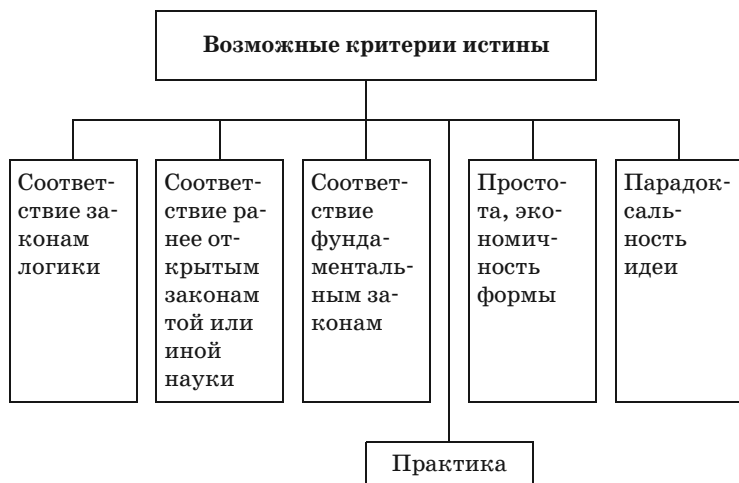 Возможные критерии истины
Соответ-
ствие за-
конам
логики
Соответ-
ствие ра-
нее от-
крытым
законам
той или
иной
науки
Соответ-
ствие
фунда-
менталь-
ным за-
конам
Просто-
та, эко-
номич-
ность
формы
Парадок-
саль-
ность
идеи
Практика